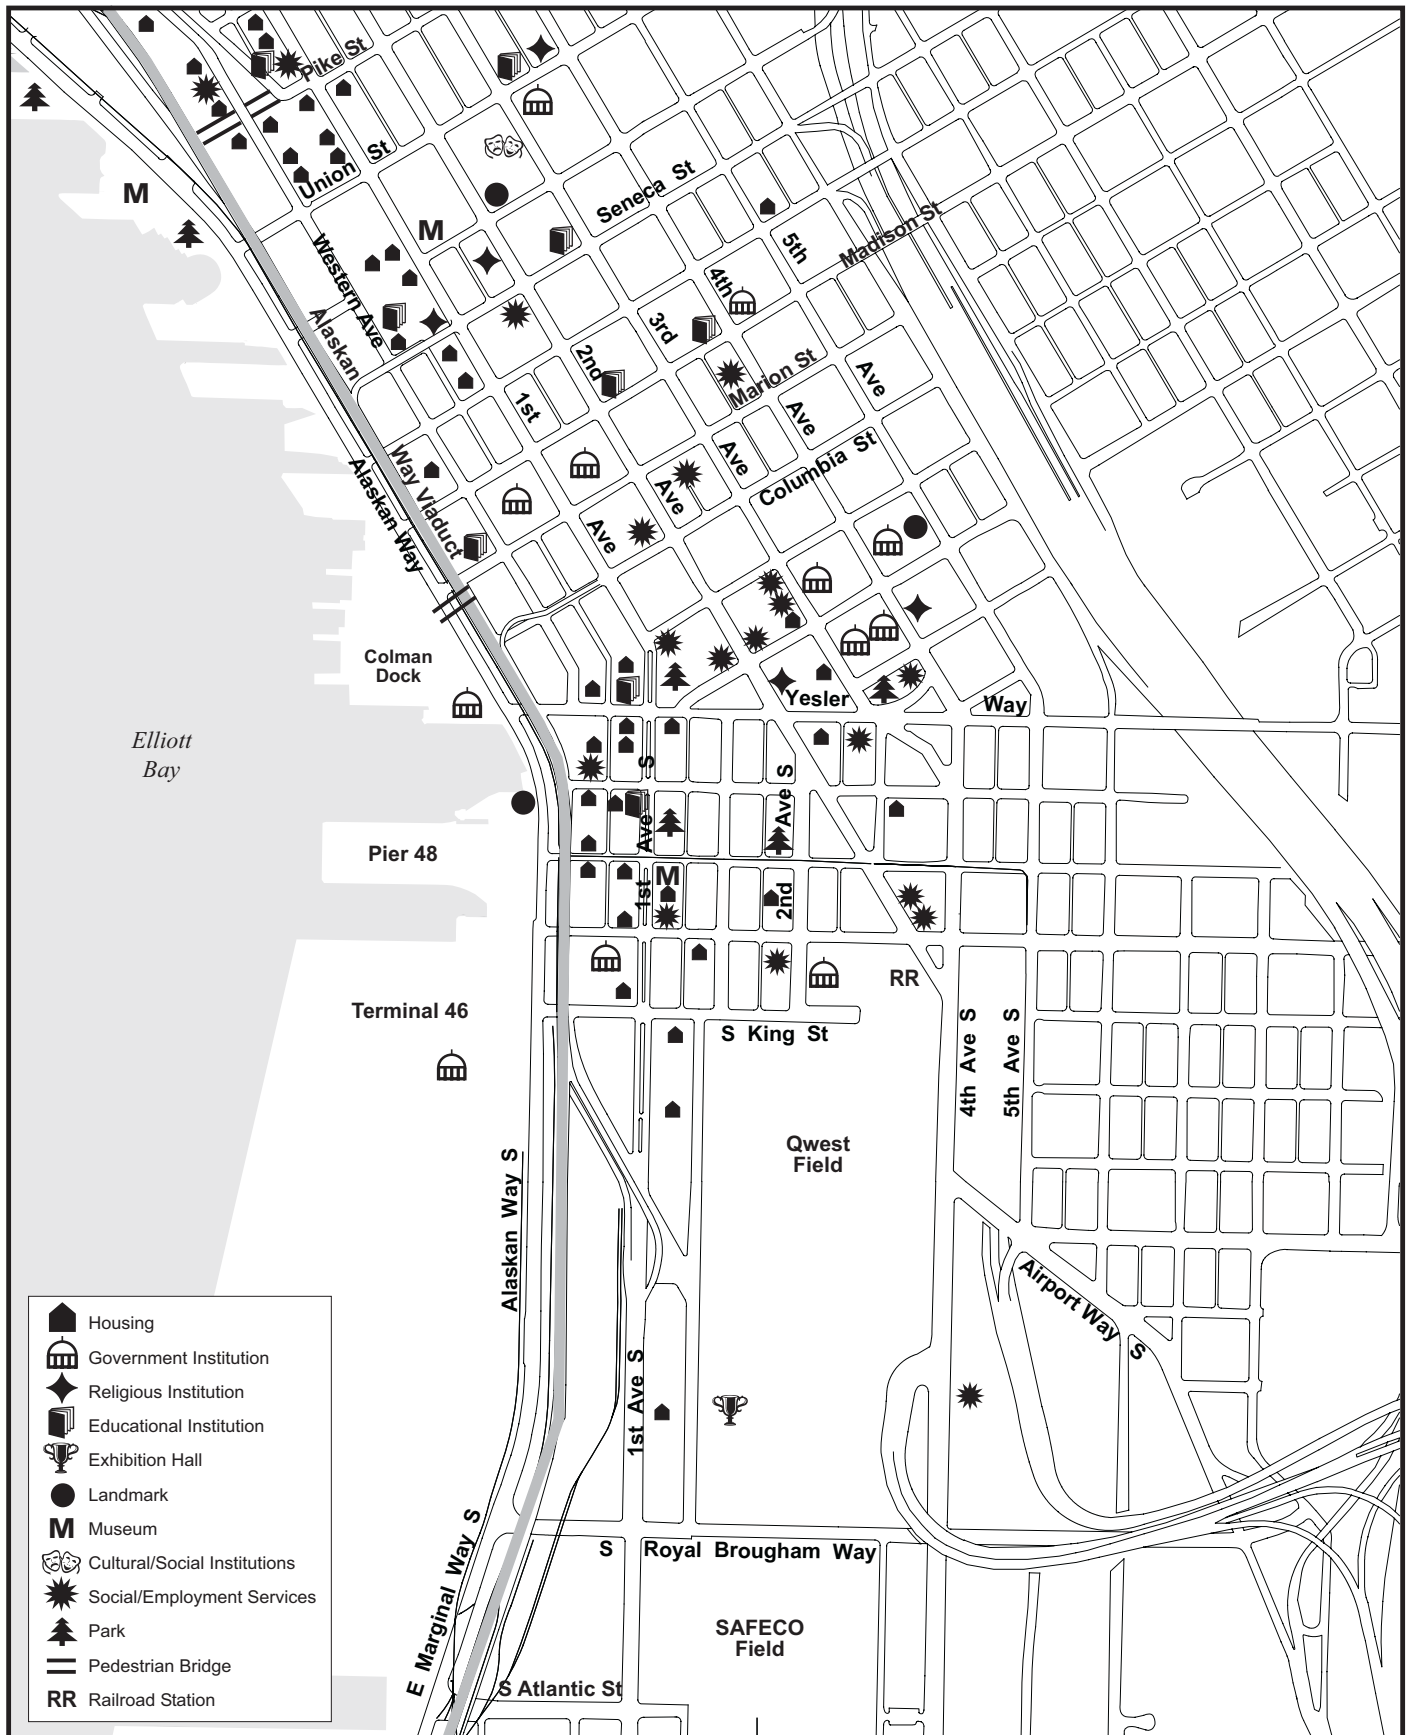 Pike St
Union St
M
Seneca St
M
Western Ave
5th
Madison St
4th
Alaskan
3rd
2nd
Marion St
Ave
1st
Ave
Ave
Columbia St
Way Viaduct
Alaskan Way
Ave
Ave
Colman
Dock
Yesler Way
Elliott
Bay
Pier 48
1st Ave S
2nd Ave S
M
RR
Terminal 46
S King St
4th Ave S
5th Ave S
Qwest
Field
Alaskan Way S
Airport Way S
1st Ave S
S Royal Brougham Way
E Marginal Way S
SAFECO
Field
S Atlantic St
Housing
Government Institution
Religious Institution
Educational Institution
Exhibition Hall
Landmark
M Museum
Cultural/Social Institutions
Social/Employment Services
Park
Pedestrian Bridge
RR Railroad Station